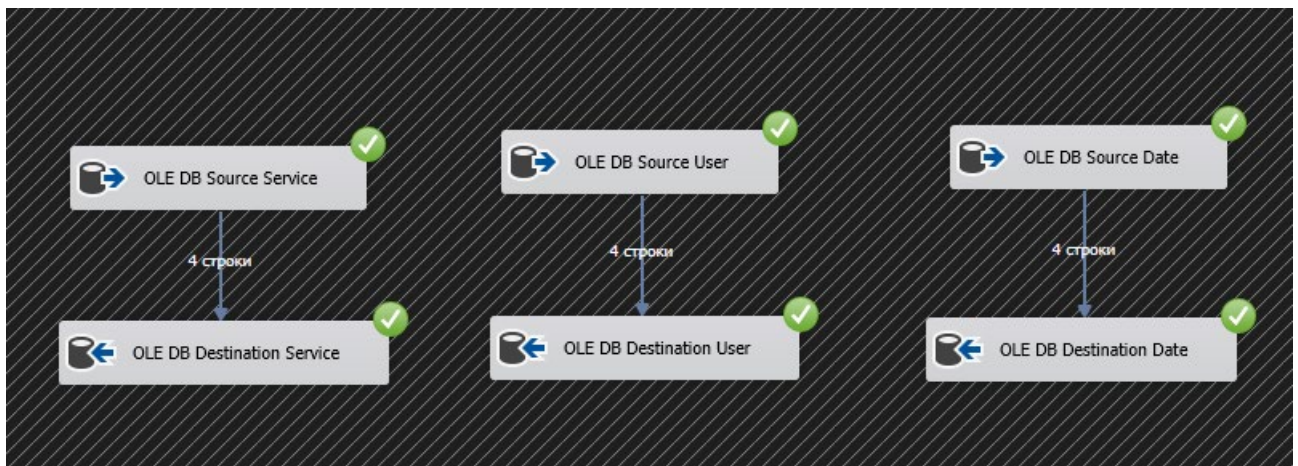 OLE DB Source Service
OLE DB Source User
OLE DB Source Date
4 строки
4 строки
4 строки
OLE DB Destination Service
OLE DB Destination User
OLE DB Destination Date